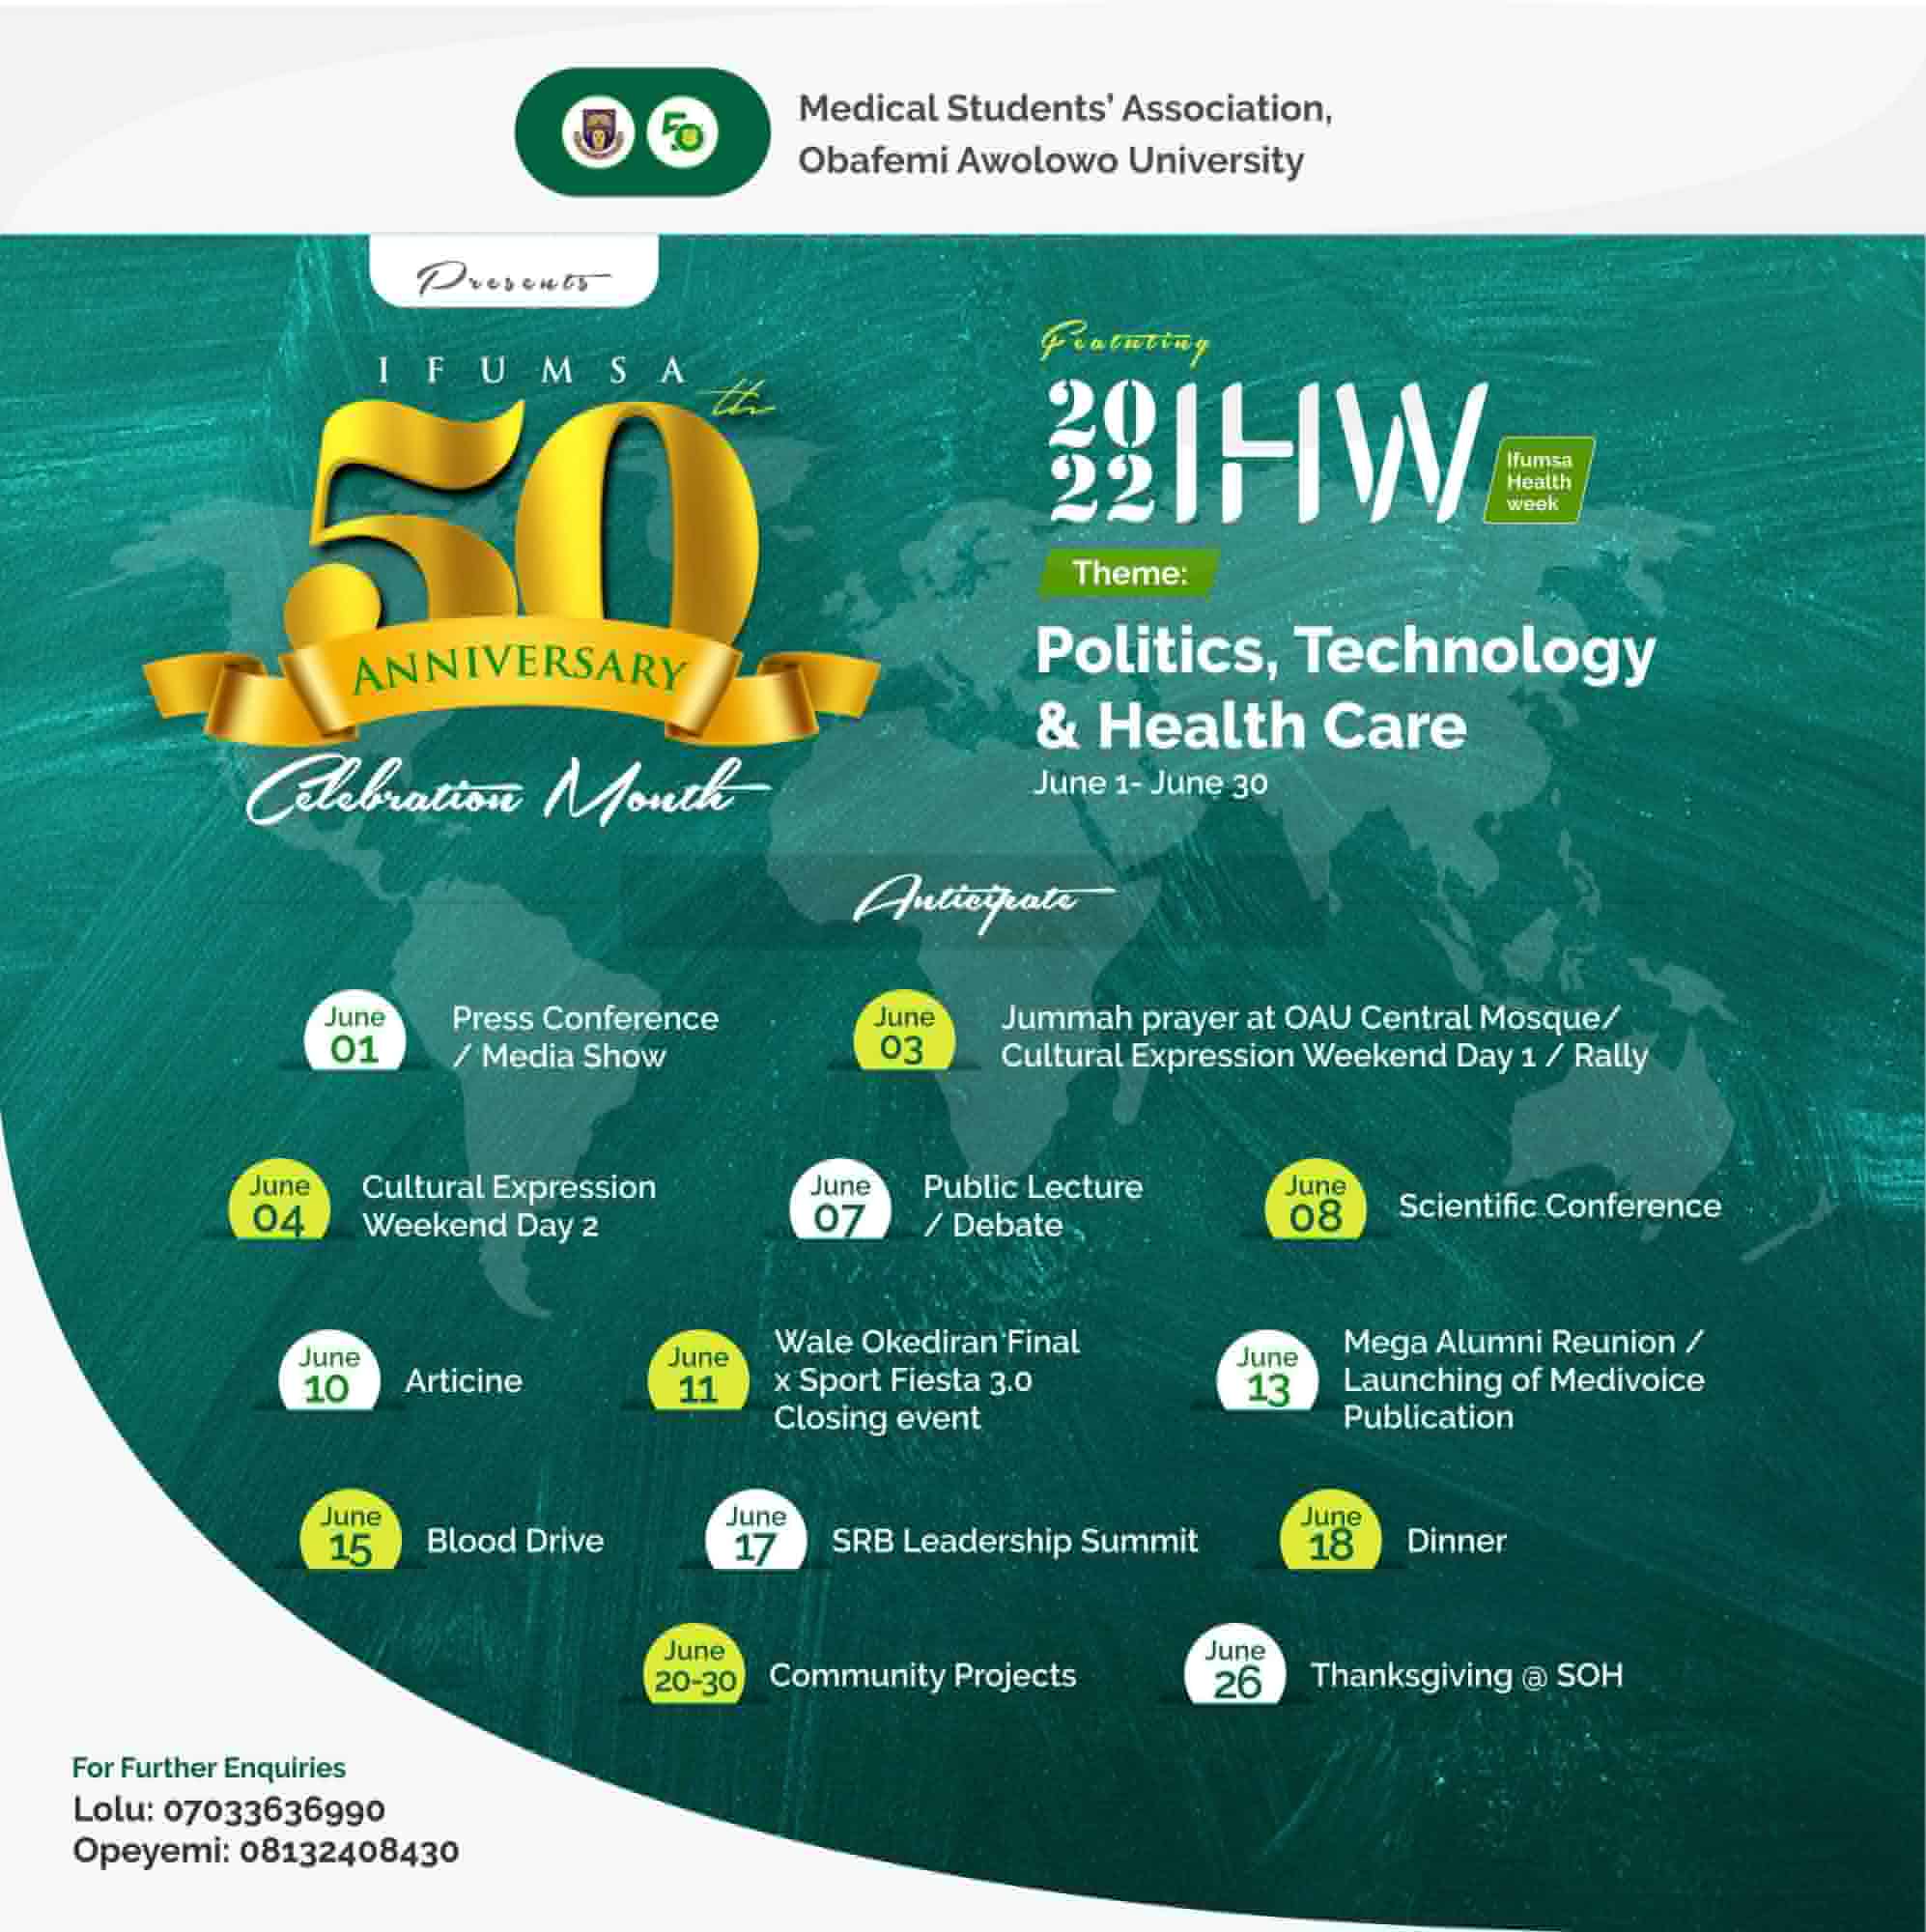 Medical Students' Association,
Obafemi Awolowo University
Presents
IFUMSA
50th
ANNIVERSARY
Celebration Month
Featuring
2022 IHW
Ifumsa
Health
week
Theme:
Politics, Technology
& Health Care
June 1- June 30
Anticipate
June
01
Press Conference
/ Media Show
June
03
Jummah prayer at OAU Central Mosque/
Cultural Expression Weekend Day 1 / Rally
June
04
Cultural Expression
Weekend Day 2
June
07
Public Lecture
/ Debate
June
08
Scientific Conference
June
10
Articine
June
11
Wale Okediran Final
x Sport Fiesta 3.0
Closing event
June
13
Mega Alumni Reunion /
Launching of Medivoice
Publication
June
15
Blood Drive
June
17
SRB Leadership Summit
June
18
Dinner
June
20-30
Community Projects
June
26
Thanksgiving @ SOH
For Further Enquiries
Lolu: 07033636990
Opeyemi: 08132408430